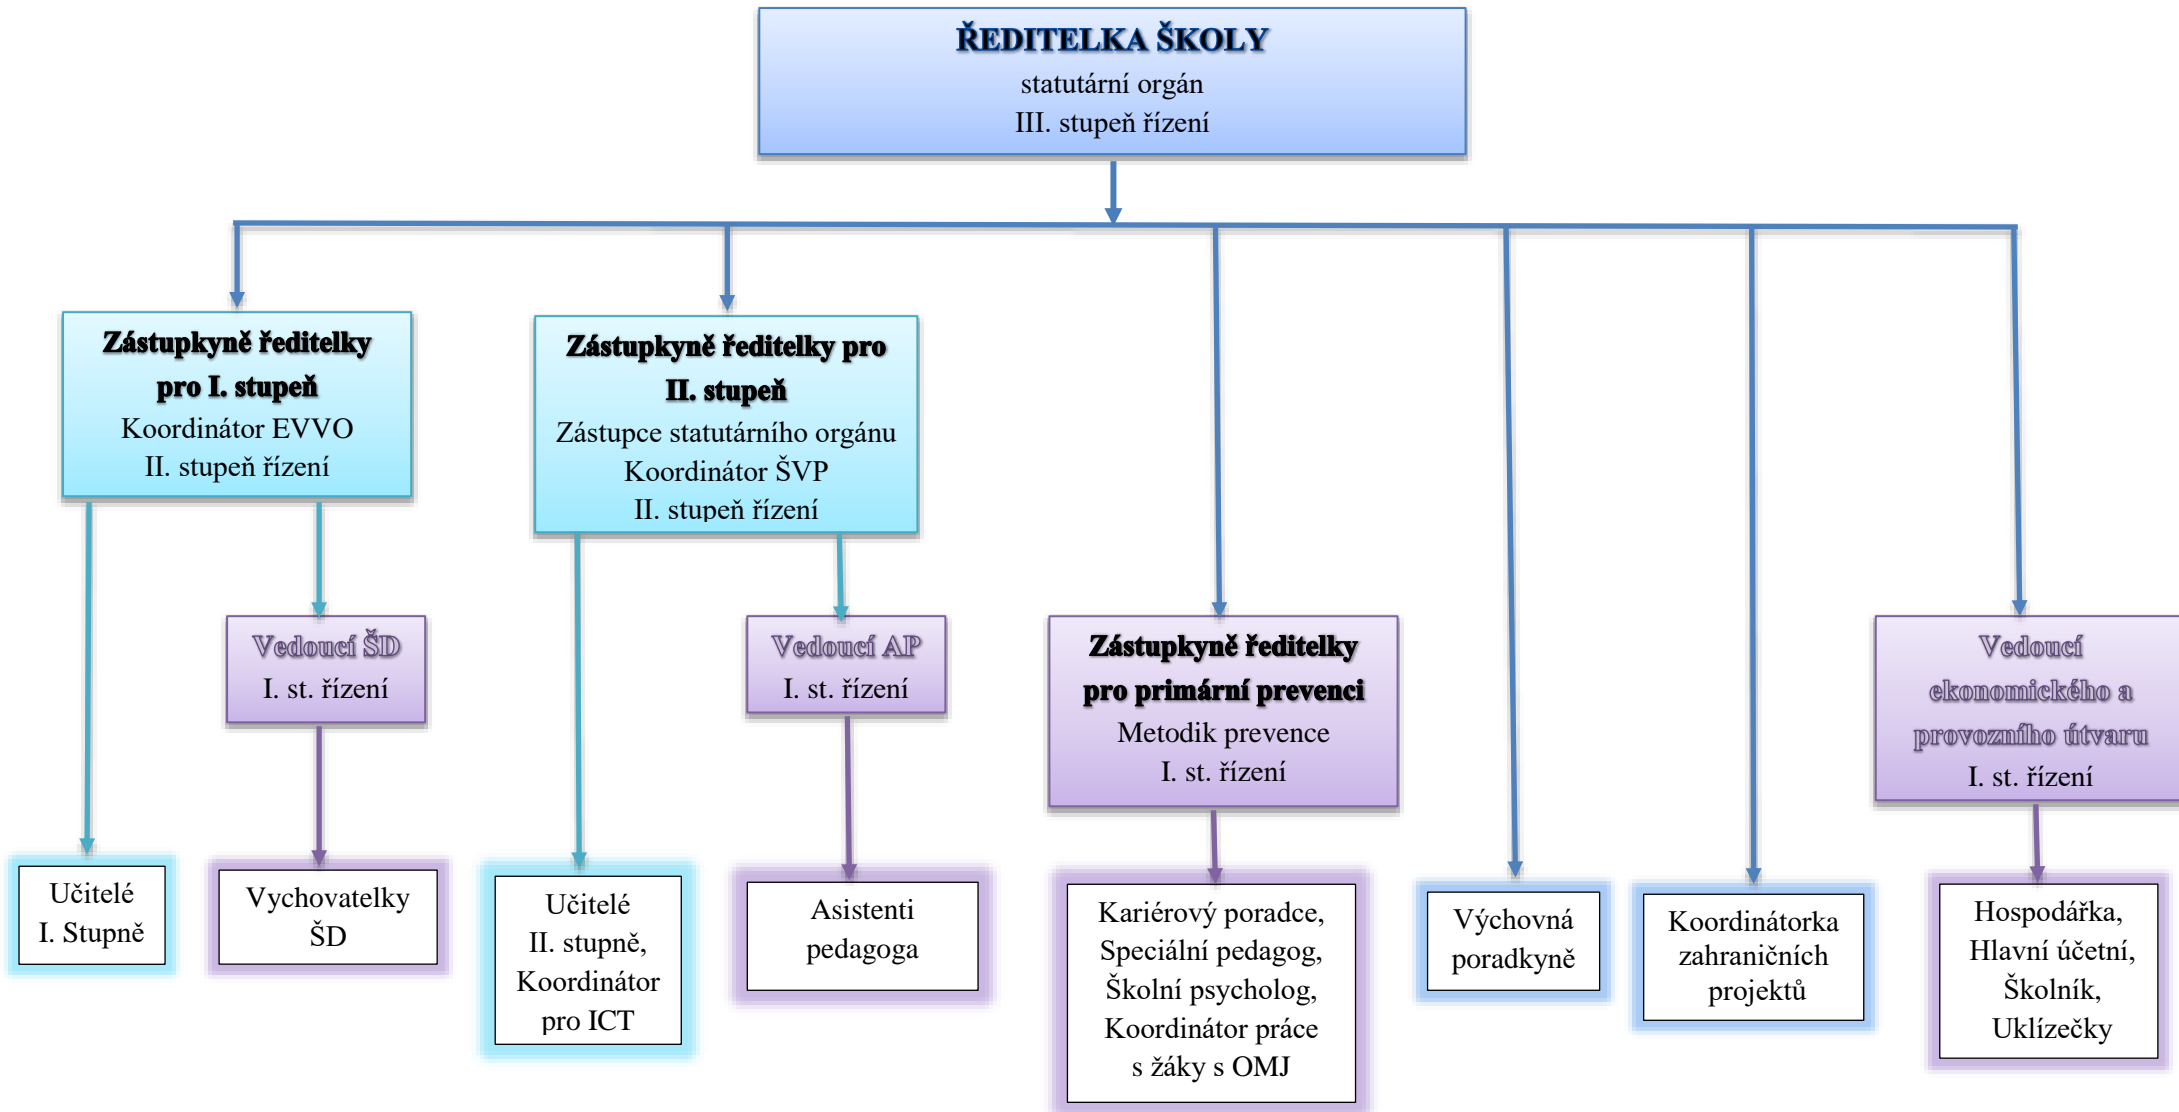 ŘEDITELKA ŠKOLY
statutární orgán
III. stupeň řízení
Zástupkyně ředitelky
pro I. stupeň
Koordinátor EVVO
II. stupeň řízení
Zástupkyně ředitelky pro
II. stupeň
Zástupce statutárního orgánu
Koordinátor ŠVP
II. stupeň řízení
Vedoucí ŠD
I. st. řízení
Vedoucí AP
I. st. řízení
Zástupkyně ředitelky
pro primární prevenci
Metodik prevence
I. st. řízení
Vedoucí
ekonomického a
provozního útvaru
I. st. řízení
Učitelé
I. Stupně
Vychovatelky
ŠD
Učitelé
II. stupně,
Koordinátor
pro ICT
Asistenti
pedagoga
Kariérový poradce,
Speciální pedagog,
Školní psycholog,
Koordinátor práce
s žáky s OMJ
Výchovná
poradkyně
Koordinátorka
zahraničních
projektů
Hospodářka,
Hlavní účetní,
Školník,
Uklízečky